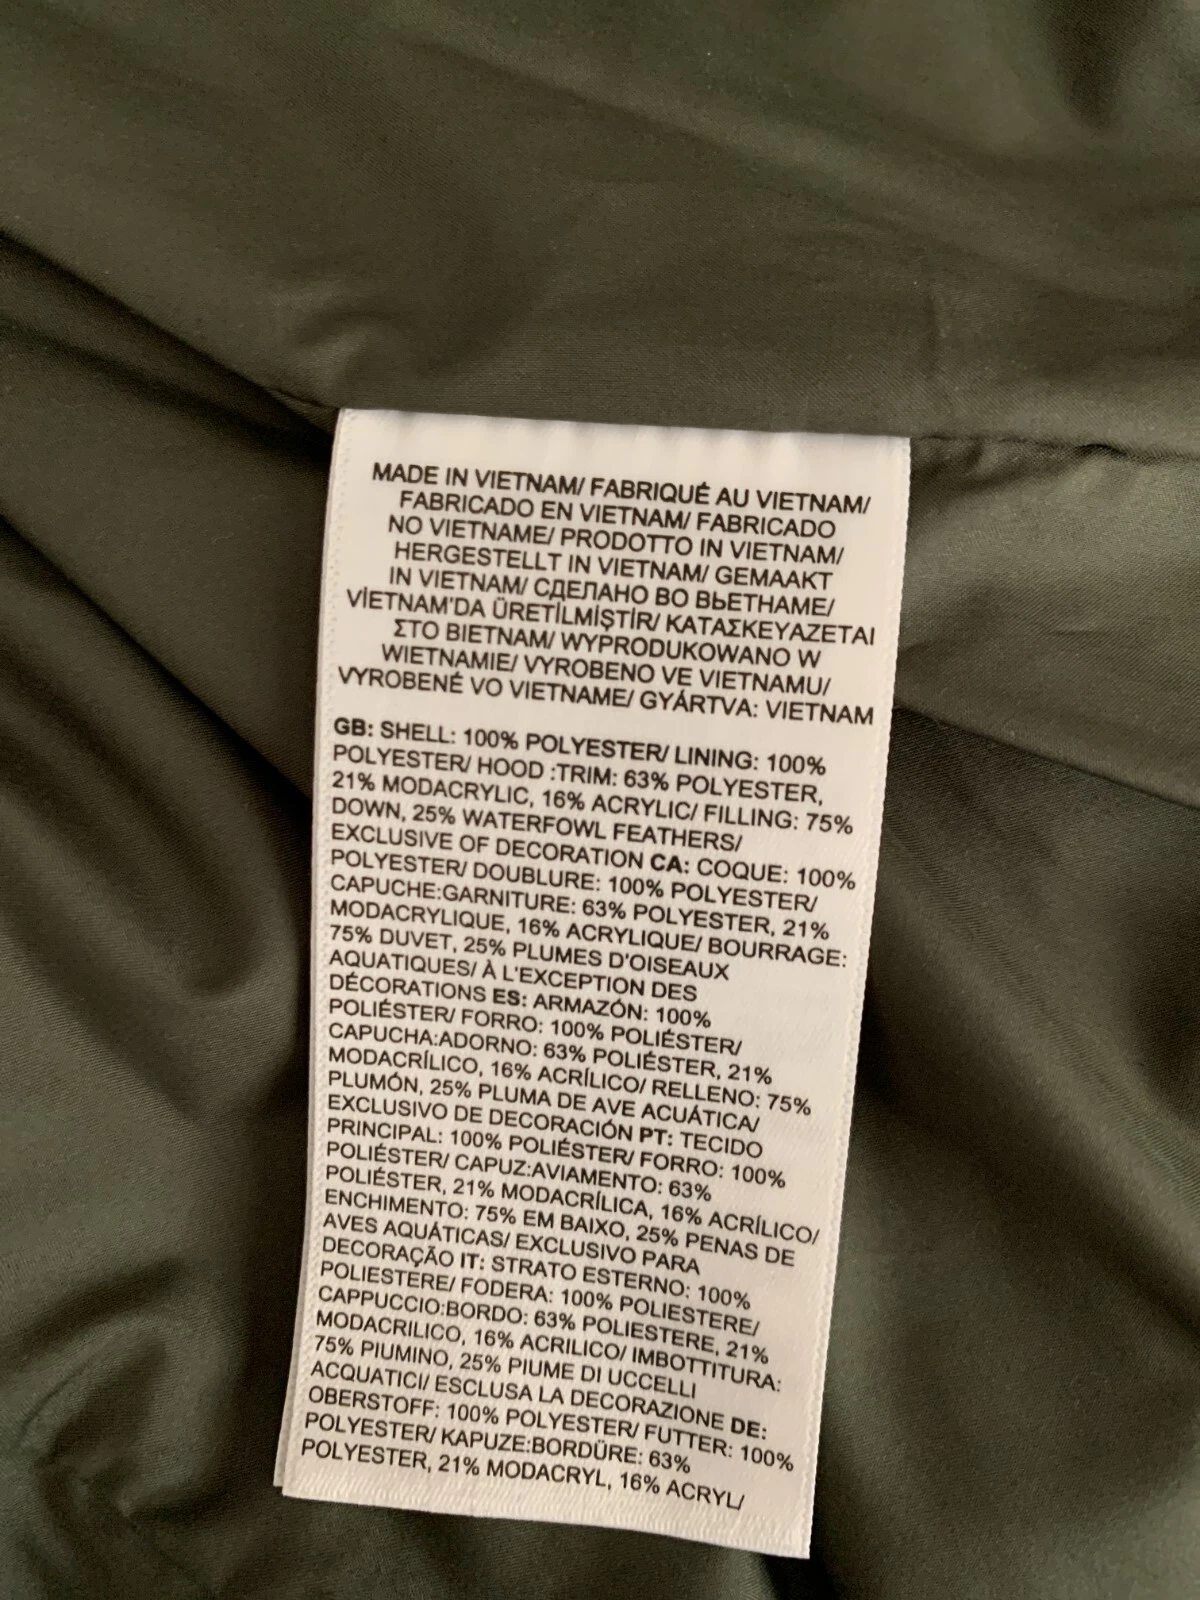 MADE IN VIETNAM/ FABRIQUÉ AU VIETNAM/
FABRICADO EN VIETNAM/ FABRICADO
NO VIETNAME/ PRODOTTO IN VIETNAM/
HERGESTELLT IN VIETNAM/ GEMAAKT
IN VIETNAM/ СДЕЛАНО ВО ВЬЕТНАМЕ/
VİETNAM'DA ÜRETİLMİŞTİR/ ΚΑΤΑΣΚΕΥΑΖΕΤΑΙ
ΣΤΟ ΒΙΕΤΝΑΜ/ WYPRODUKOWANO W
WIETNAMIE/ VYROBENO VE VIETNAMU/
VYROBENÉ VO VIETNAME/ GYÁRTVA: VIETNAM
GB: SHELL: 100% POLYESTER/ LINING: 100%
POLYESTER/ HOOD :TRIM: 63% POLYESTER,
21% MODACRYLIC, 16% ACRYLIC/ FILLING: 75%
DOWN, 25% WATERFOWL FEATHERS/
EXCLUSIVE OF DECORATION CA: COQUE: 100%
POLYESTER/ DOUBLURE: 100% POLYESTER/
CAPUCHE:GARNITURE: 63% POLYESTER, 21%
MODACRYLIQUE, 16% ACRYLIQUE/ BOURRAGE:
75% DUVET, 25% PLUMES D'OISEAUX
AQUATIQUES/ À L'EXCEPTION DES
DÉCORATIONS ES: ARMAZÓN: 100%
POLIÉSTER/ FORRO: 100% POLIÉSTER/
CAPUCHA:ADORNO: 63% POLIÉSTER, 21%
MODACRÍLICO, 16% ACRÍLICO/ RELLENO: 75%
PLUMÓN, 25% PLUMA DE AVE ACUÁTICA/
EXCLUSIVO DE DECORACIÓN PT: TECIDO
PRINCIPAL: 100% POLIÉSTER/ FORRO: 100%
POLIÉSTER/ CAPUZ:AVIAMENTO: 63%
POLIÉSTER, 21% MODACRÍLICA, 16% ACRÍLICO/
ENCHIMENTO: 75% EM BAIXO, 25% PENAS DE
AVES AQUÁTICAS/ EXCLUSIVO PARA
DECORAÇÃO IT: STRATO ESTERNO: 100%
POLIESTERE/ FODERA: 100% POLIESTERE/
CAPPUCCIO:BORDO: 63% POLIESTERE, 21%
MODACRILICO, 16% ACRILICO/ IMBOTTITURA:
75% PIUMINO, 25% PIUME DI UCCELLI
ACQUATICI/ ESCLUSA LA DECORAZIONE DE:
OBERSTOFF: 100% POLYESTER/ FUTTER: 100%
POLYESTER/ KAPUZE:BORDÜRE: 63%
POLYESTER, 21% MODACRYL, 16% ACRYL/